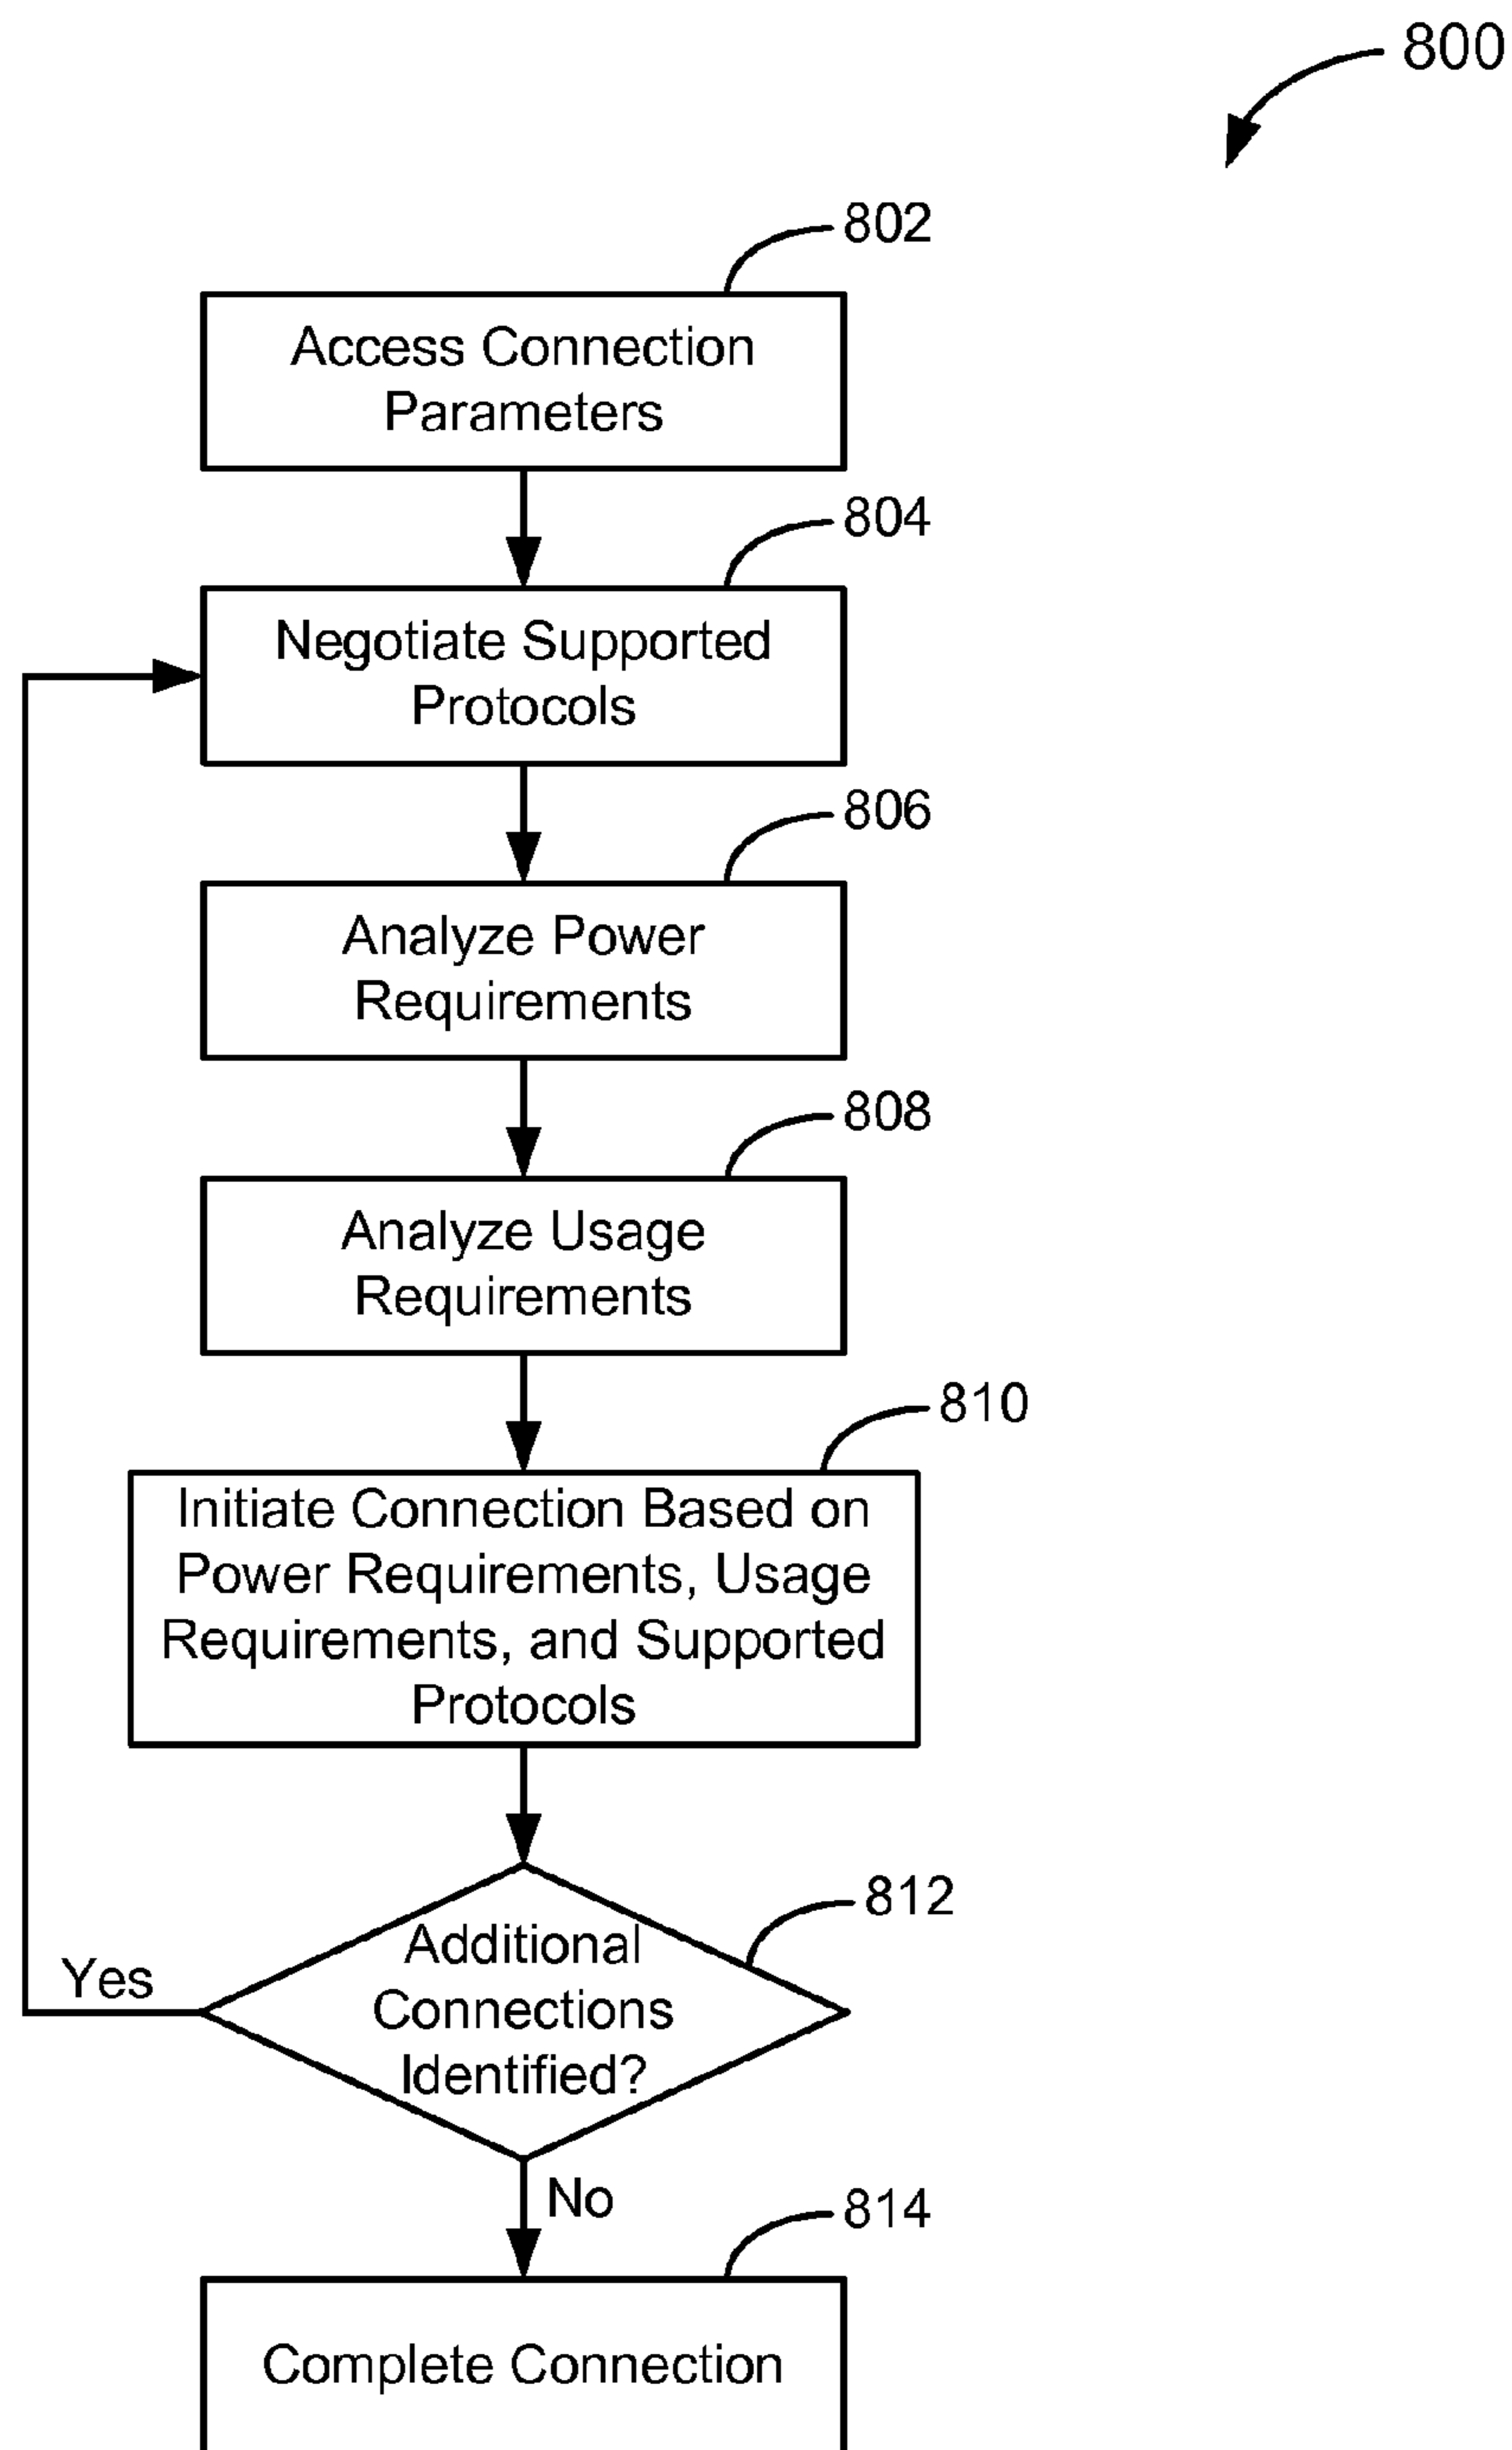 800
802
Access Connection
Parameters
804
Negotiate Supported
Protocols
806
Analyze Power
Requirements
808
Analyze Usage
Requirements
810
Initiate Connection Based on
Power Requirements, Usage
Requirements, and Supported
Protocols
812
Additional
Connections
Identified?
Yes
No
814
Complete Connection